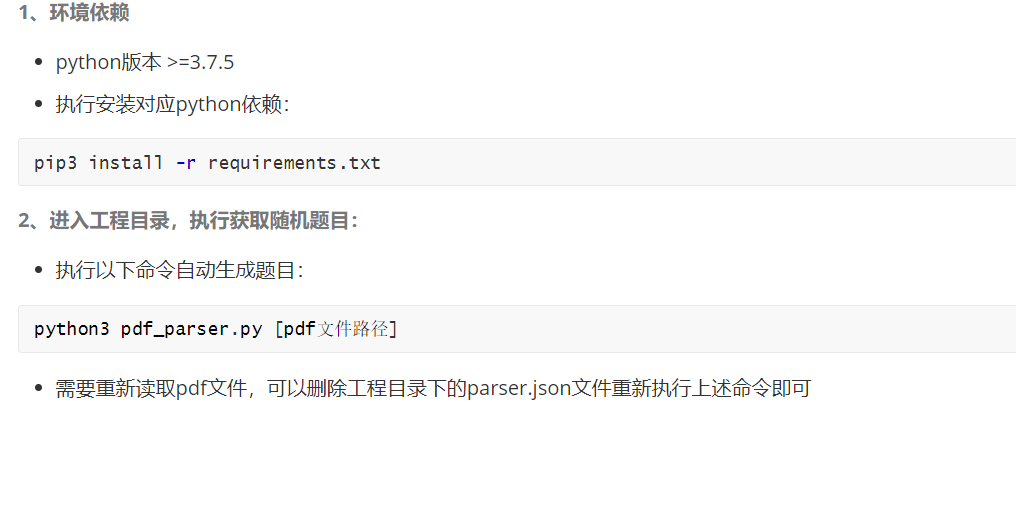 1、环境依赖
python版本 >=3.7.5
执行安装对应python依赖：
pip3 install -r requirements.txt
2、进入工程目录，执行获取随机题目：
执行以下命令自动生成题目：
python3 pdf_parser.py [pdf文件路径]
需要重新读取pdf文件，可以删除工程目录下的parser.json文件重新执行上述命令即可